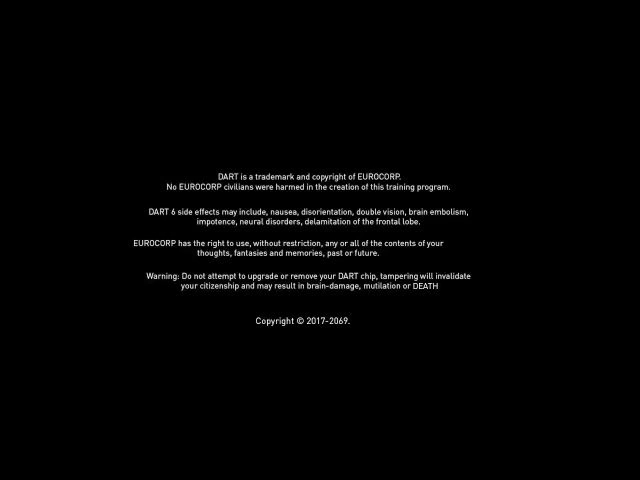 DART is a trademark and copyright of EUROCORP.
No EUROCORP civilians were harmed in the creation of this training program.
DART 6 side effects may include, nausea, disorientation, double vision, brain embolism,
impotence, neural disorders, delamitation of the frontal lobe.
EUROCORP has the right to use, without restriction, any or all of the contents of your
thoughts, fantasies and memories, past or future.
Warning: Do not attempt to upgrade or remove your DART chip, tampering will invalidate
your citizenship and may result in brain-damage, mutilation or DEATH
Copyright © 2017-2069.